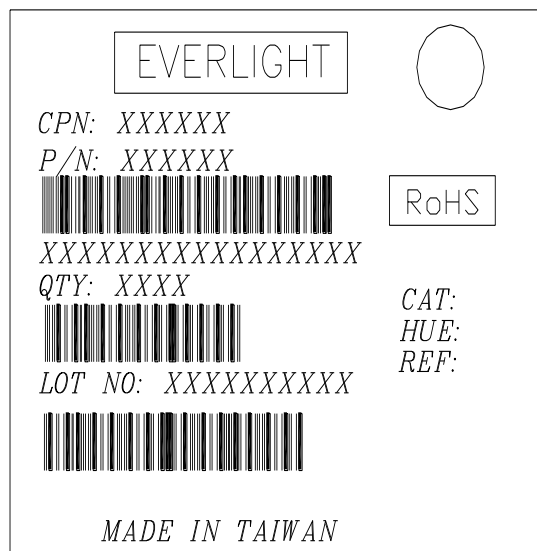 EVERLIGHT
CPN: XXXXXX
P/N: XXXXXX
RoHS
XXXXXXXXXXXXXXXXX
QTY: XXXX
CAT:
HUE:
REF:
LOT NO: XXXXXXXXXX
MADE IN TAIWAN